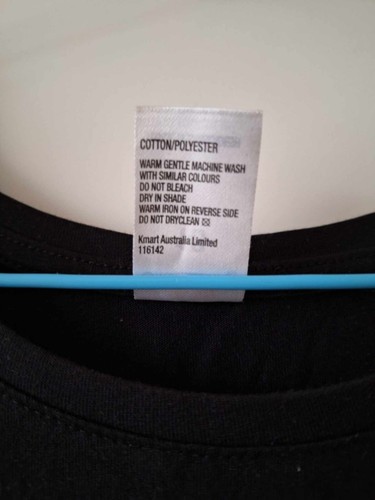 COTTON/POLYESTER
WARM GENTLE MACHINE WASH
WITH SIMILAR COLOURS
DO NOT BLEACH
DRY IN SHADE
WARM IRON ON REVERSE SIDE
DO NOT DRYCLEAN ☒
Kmart Australia Limited
116142